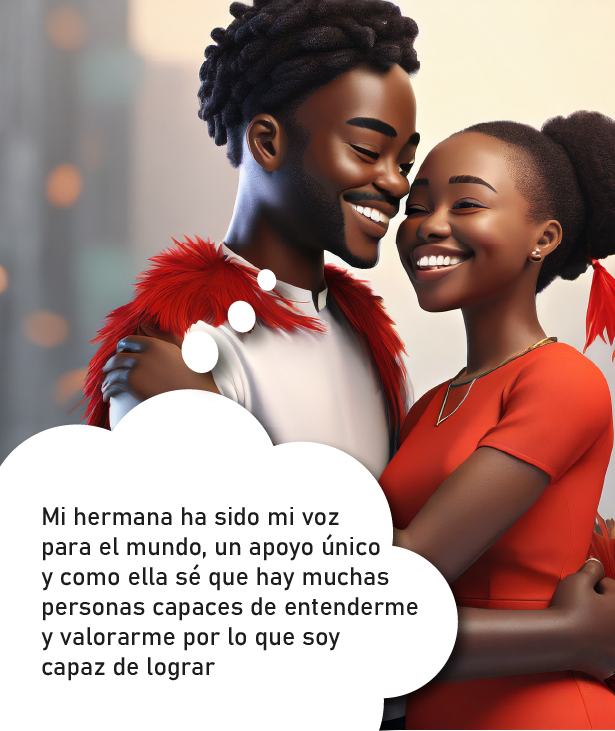 Mi hermana ha sido mi voz
para el mundo, un apoyo único
y como ella sé que hay muchas
personas capaces de entenderme
y valorarme por lo que soy
capaz de lograr